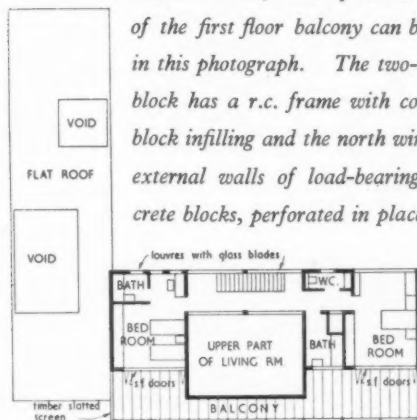 of the first floor balcony can b
in this photograph. The two-
block has a r.c. frame with co
block infilling and the north win
external walls of load-bearing
crete blocks, perforated in place
VOID
FLAT ROOF
VOID
louvres with glass blades
BATH
W.C.
BED
ROOM
UPPER PART
OF LIVING RM
BATH
BED
ROOM
s.f. doors
s.f. doors
timber slatted
screen
BALCONY